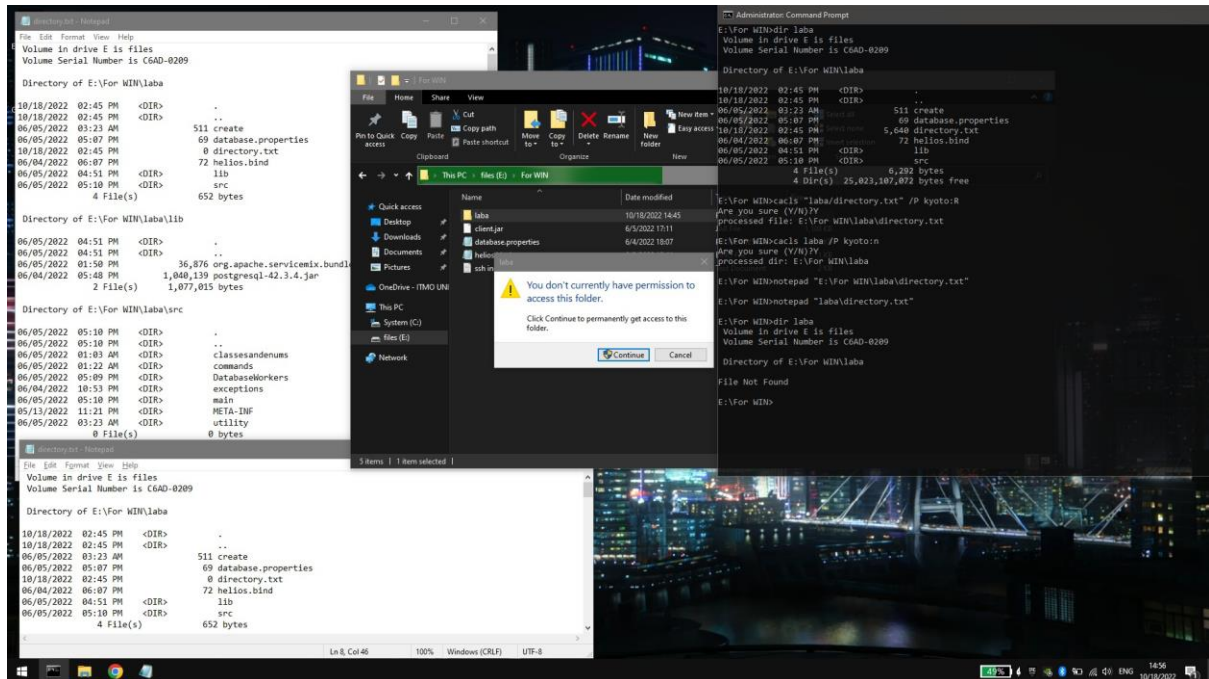 directory.txt - Notepad
File Edit Format View Help
Volume in drive E is files
Volume Serial Number is C6AD-0209
Directory of E:\For WIN\laba
10/18/2022 02:45 PM <DIR> .
10/18/2022 02:45 PM <DIR> ..
06/05/2022 03:23 AM 511 create
06/05/2022 05:07 PM 69 database.properties
10/18/2022 02:45 PM 0 directory.txt
06/04/2022 06:07 PM 72 helios.bind
06/05/2022 04:51 PM <DIR> lib
06/05/2022 05:10 PM <DIR> src
4 File(s) 652 bytes
Directory of E:\For WIN\laba\lib
06/05/2022 04:51 PM <DIR> .
06/05/2022 04:51 PM <DIR> ..
06/05/2022 01:50 PM 36,876 org.apache.servicemix.bundle
06/04/2022 05:48 PM 1,040,139 postgresql-42.3.4.jar
2 File(s) 1,077,015 bytes
Directory of E:\For WIN\laba\src
06/05/2022 05:10 PM <DIR> .
06/05/2022 05:10 PM <DIR> ..
06/05/2022 01:03 AM <DIR> classesandenums
06/05/2022 01:22 AM <DIR> commands
06/05/2022 05:09 PM <DIR> DatabaseWorkers
06/04/2022 10:53 PM <DIR> exceptions
06/05/2022 05:10 PM <DIR> main
05/13/2022 11:21 PM <DIR> META-INF
06/05/2022 03:23 AM <DIR> utility
0 File(s) 0 bytes
directory.txt - Notepad
File Edit Format View Help
Volume in drive E is files
Volume Serial Number is C6AD-0209
Directory of E:\For WIN\laba
10/18/2022 02:45 PM <DIR> .
10/18/2022 02:45 PM <DIR> ..
06/05/2022 03:23 AM 511 create
06/05/2022 05:07 PM 69 database.properties
10/18/2022 02:45 PM 0 directory.txt
06/04/2022 06:07 PM 72 helios.bind
06/05/2022 04:51 PM <DIR> lib
06/05/2022 05:10 PM <DIR> src
4 File(s) 652 bytes
Ln 8, Col 46 100% Windows (CRLF) UTF-8
For WIN
File Home Share View
Pin to Quick access
Copy
Paste
Cut
Copy path
Paste shortcut
Move to
Copy to
Delete
Rename
New folder
New item
Easy access
Clipboard
Organize
New
This PC › files (E:) › For WIN
Quick access
Desktop
Downloads
Documents
Pictures
OneDrive - ITMO UNI
This PC
System (C:)
files (E:)
Network
Name Date modified
laba 10/18/2022 14:45
client.jar 6/5/2022 17:11
database.properties 6/4/2022 18:07
helios
ssh in
5 items 1 item selected
laba
You don't currently have permission to
access this folder.
Click Continue to permanently get access to this
folder.
Continue Cancel
Administrator: Command Prompt
E:\For WIN>dir laba
Volume in drive E is files
Volume Serial Number is C6AD-0209
Directory of E:\For WIN\laba
10/18/2022 02:45 PM <DIR> .
10/18/2022 02:45 PM <DIR> ..
06/05/2022 03:23 AM 511 create
06/05/2022 05:07 PM 69 database.properties
10/18/2022 02:45 PM 5,640 directory.txt
06/04/2022 06:07 PM 72 helios.bind
06/05/2022 04:51 PM <DIR> lib
06/05/2022 05:10 PM <DIR> src
4 File(s) 6,292 bytes
4 Dir(s) 25,023,107,072 bytes free
E:\For WIN>cacls "laba/directory.txt" /P kyoto:R
Are you sure (Y/N)?Y
processed file: E:\For WIN\laba\directory.txt
E:\For WIN>cacls laba /P kyoto:n
Are you sure (Y/N)?Y
processed dir: E:\For WIN\laba
E:\For WIN>notepad "E:\For WIN\laba\directory.txt"
E:\For WIN>notepad "laba\directory.txt"
E:\For WIN>dir laba
Volume in drive E is files
Volume Serial Number is C6AD-0209
Directory of E:\For WIN\laba
File Not Found
E:\For WIN>
49% ENG 14:56
10/18/2022